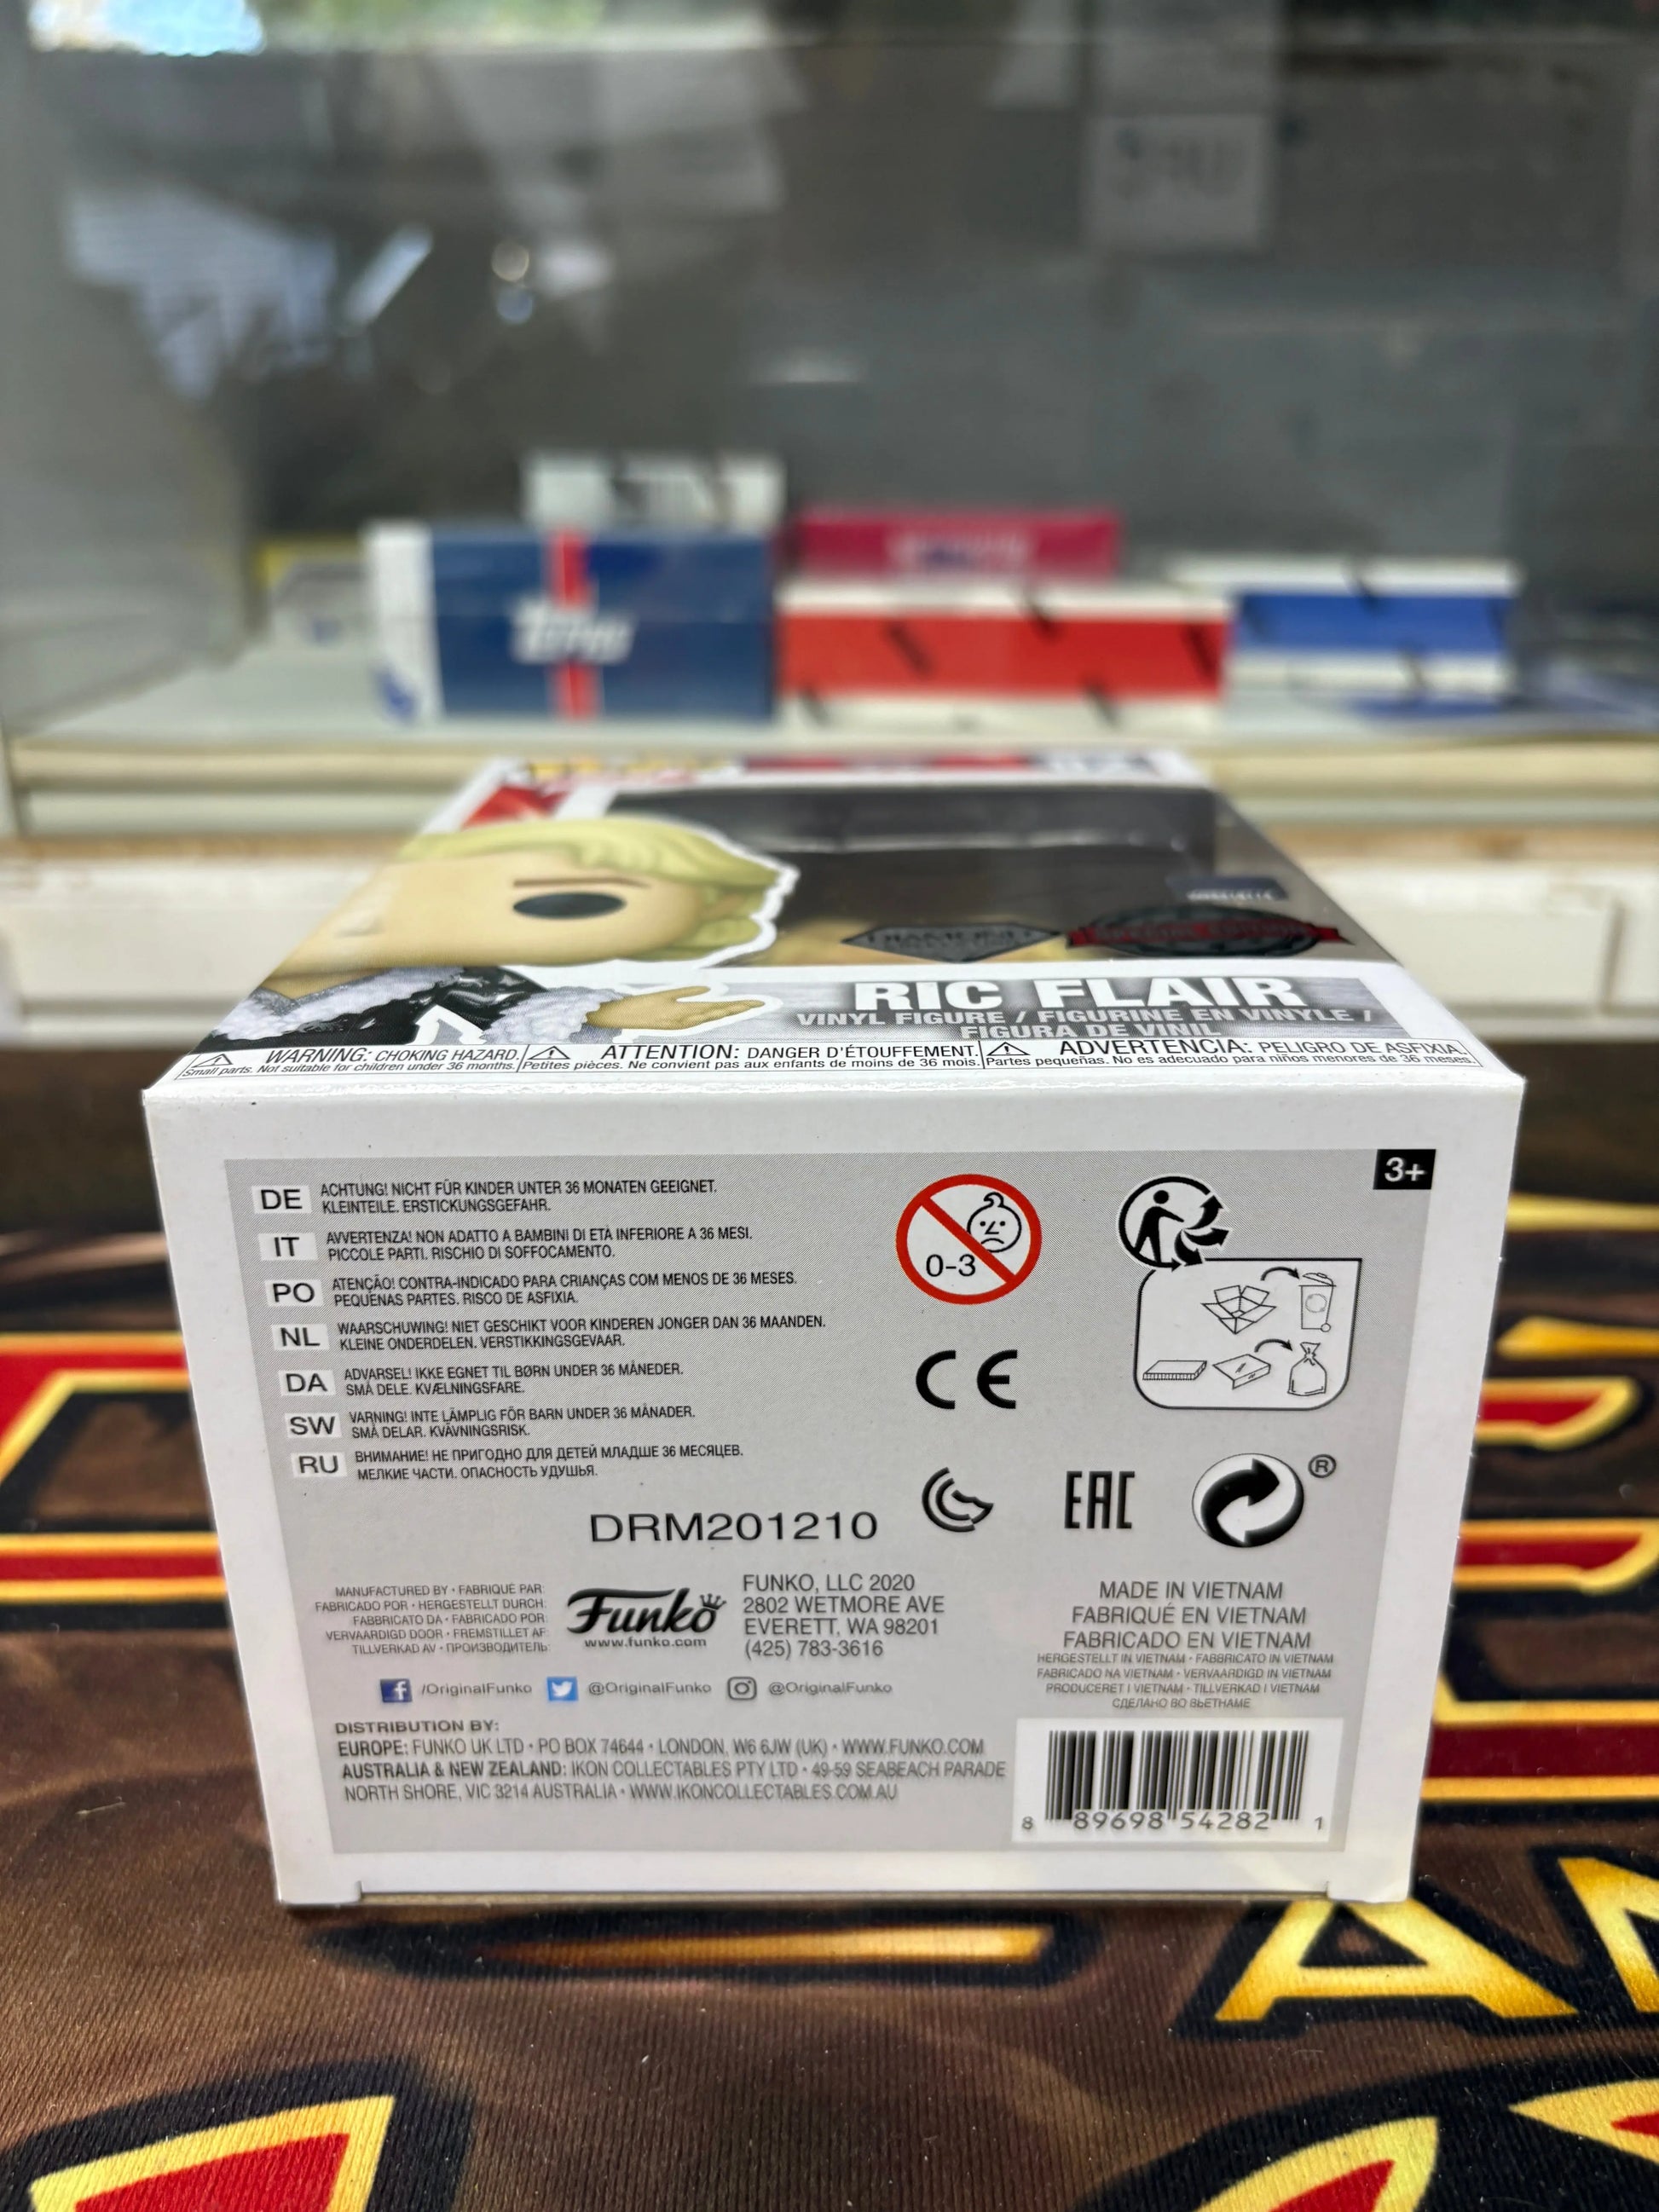 Topps
DIAMOND
RIC FLAIR
VINYL FIGURE / FIGURINE EN VINYLE /
FIGURA DE VINIL
WARNING: CHOKING HAZARD.
Small parts. Not suitable for children under 36 months.
ATTENTION: DANGER D'ÉTOUFFEMENT.
Petites pièces. Ne convient pas aux enfants de moins de 36 mois.
ADVERTENCIA: PELIGRO DE ASFIXIA.
Partes pequeñas. No es adecuado para niños menores de 36 meses.
3+
DE ACHTUNG! NICHT FÜR KINDER UNTER 36 MONATEN GEEIGNET.
KLEINTEILE. ERSTICKUNGSGEFAHR.
IT AVVERTENZA! NON ADATTO A BAMBINI DI ETÀ INFERIORE A 36 MESI.
PICCOLE PARTI. RISCHIO DI SOFFOCAMENTO.
PO ATENÇÃO! CONTRA-INDICADO PARA CRIANÇAS COM MENOS DE 36 MESES.
PEQUENAS PARTES. RISCO DE ASFIXIA.
NL WAARSCHUWING! NIET GESCHIKT VOOR KINDEREN JONGER DAN 36 MAANDEN.
KLEINE ONDERDELEN. VERSTIKKINGSGEVAAR.
DA ADVARSEL! IKKE EGNET TIL BØRN UNDER 36 MÅNEDER.
SMÅ DELE. KVÆLNINGSFARE.
SW VARNING! INTE LÄMPLIG FÖR BARN UNDER 36 MÅNADER.
SMÅ DELAR. KVÄVNINGSRISK.
RU ВНИМАНИЕ! НЕ ПРИГОДНО ДЛЯ ДЕТЕЙ МЛАДШЕ 36 МЕСЯЦЕВ.
МЕЛКИЕ ЧАСТИ. ОПАСНОСТЬ УДУШЬЯ.
0-3
CE
EAC
®
DRM201210
MANUFACTURED BY • FABRIQUÉ PAR:
FABRICADO POR • HERGESTELLT DURCH:
FABBRICATO DA • FABRICADO POR:
VERVAARDIGD DOOR • FREMSTILLET AF:
TILLVERKAD AV • ПРОИЗВОДИТЕЛЬ:
Funko
www.funko.com
FUNKO, LLC 2020
2802 WETMORE AVE
EVERETT, WA 98201
(425) 783-3616
MADE IN VIETNAM
FABRIQUÉ EN VIETNAM
FABRICADO EN VIETNAM
HERGESTELLT IN VIETNAM • FABBRICATO IN VIETNAM
FABRICADO NA VIETNAM • VERVAARDIGD IN VIETNAM
PRODUCERET I VIETNAM • TILLVERKAD I VIETNAM
СДЕЛАНО ВО ВЬЕТНАМЕ
/OriginalFunko @OriginalFunko @OriginalFunko
DISTRIBUTION BY:
EUROPE: FUNKO UK LTD • PO BOX 74644 • LONDON, W6 6JW (UK) • WWW.FUNKO.COM
AUSTRALIA & NEW ZEALAND: IKON COLLECTABLES PTY LTD • 49-59 SEABEACH PARADE
NORTH SHORE, VIC 3214 AUSTRALIA • WWW.IKONCOLLECTABLES.COM.AU
8 89698 54282 1